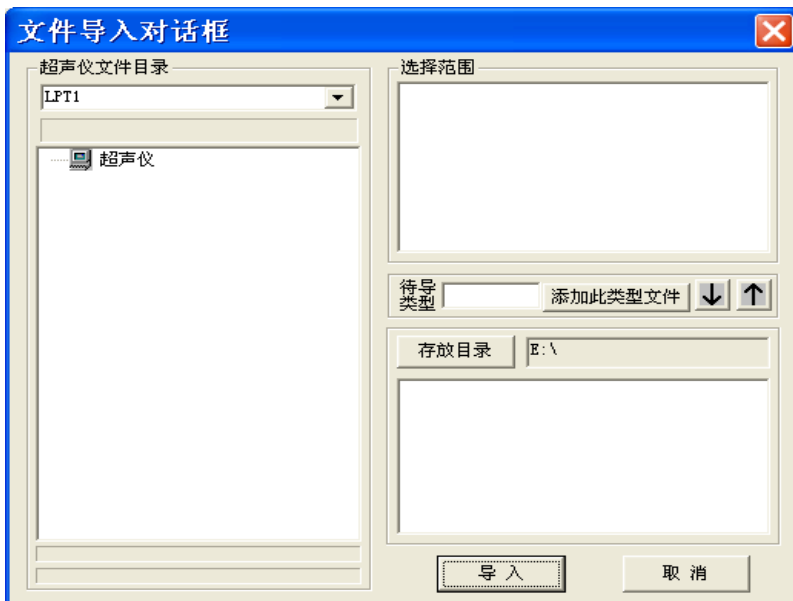 文件导入对话框
超声仪文件目录
LPT1
超声仪
选择范围
待导
类型
添加此类型文件
存放目录
E:\
导 入
取 消